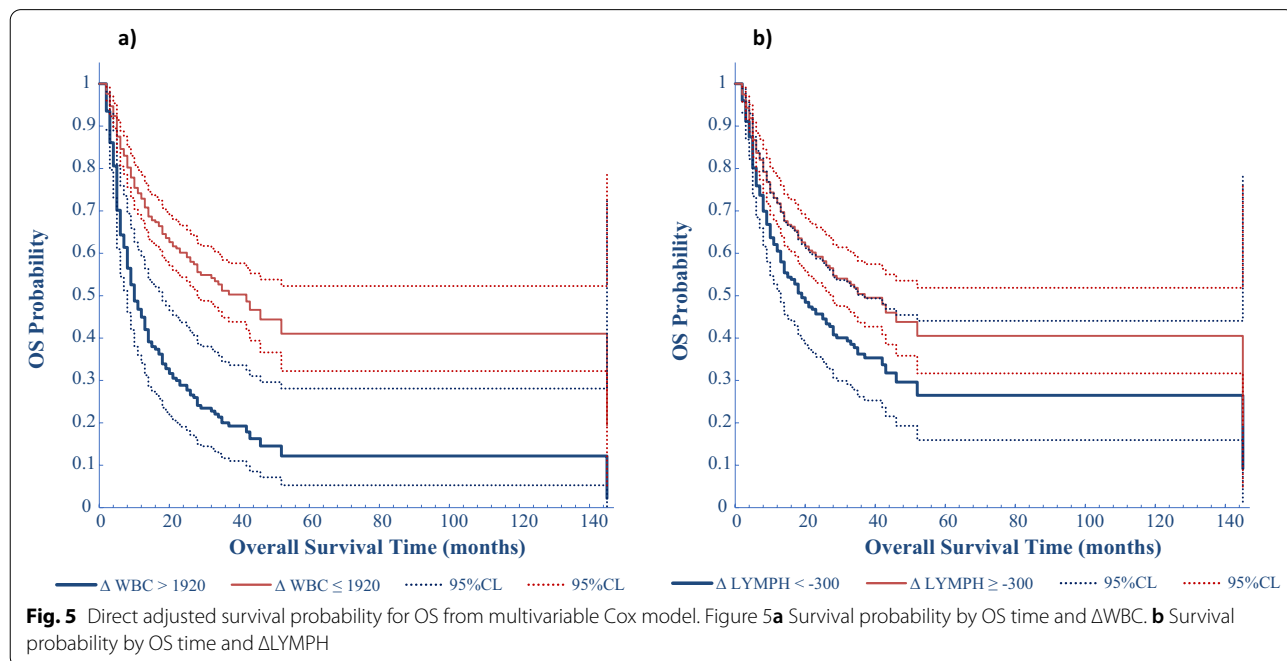 a)
1
0.9
0.8
0.7
0.6
0.5
0.4
0.3
0.2
0.1
0
OS Probability
0 20 40 60 80 100 120 140
Overall Survival Time (months)
Δ WBC > 1920 Δ WBC ≤ 1920 95%CL 95%CL
b)
1
0.9
0.8
0.7
0.6
0.5
0.4
0.3
0.2
0.1
0
OS Probability
0 20 40 60 80 100 120 140
Overall Survival Time (months)
Δ LYMPH < -300 Δ LYMPH ≥ -300 95%CL 95%CL
Fig. 5 Direct adjusted survival probability for OS from multivariable Cox model. Figure 5a Survival probability by OS time and ΔWBC. b Survival
probability by OS time and ΔLYMPH